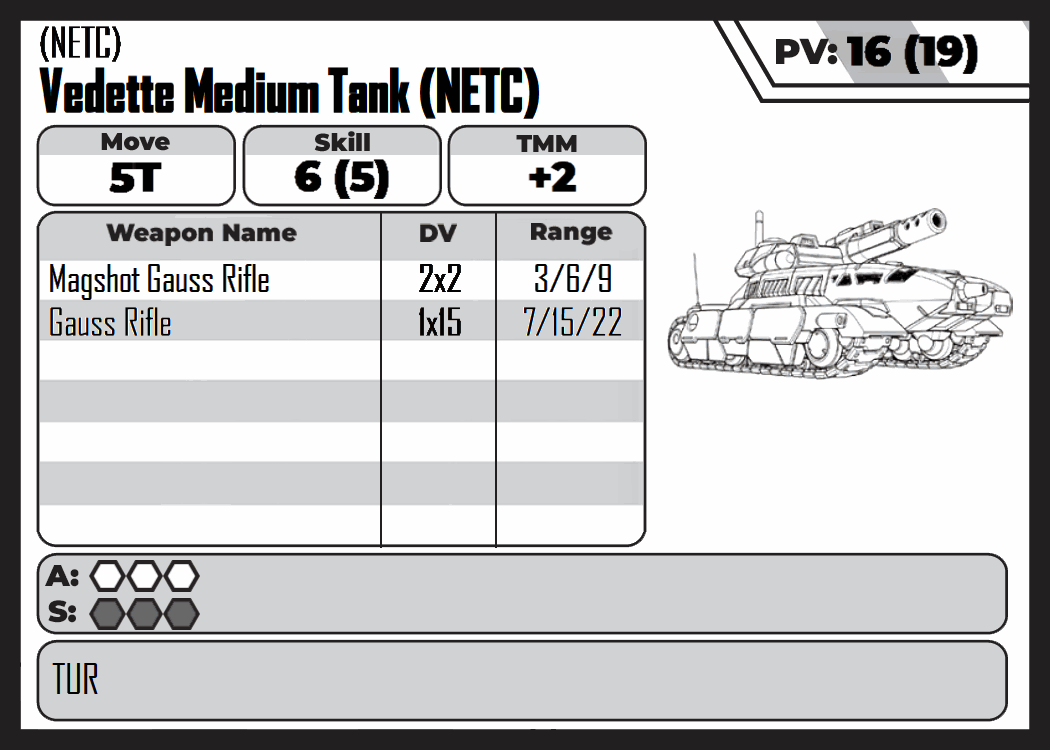 (NETC)
Vedette Medium Tank (NETC)
PV: 16 (19)
Move Skill TMM
5T 6 (5) +2
Weapon Name DV Range
Magshot Gauss Rifle 2x2 3/6/9
Gauss Rifle 1x15 7/15/22
A:
S:
TUR